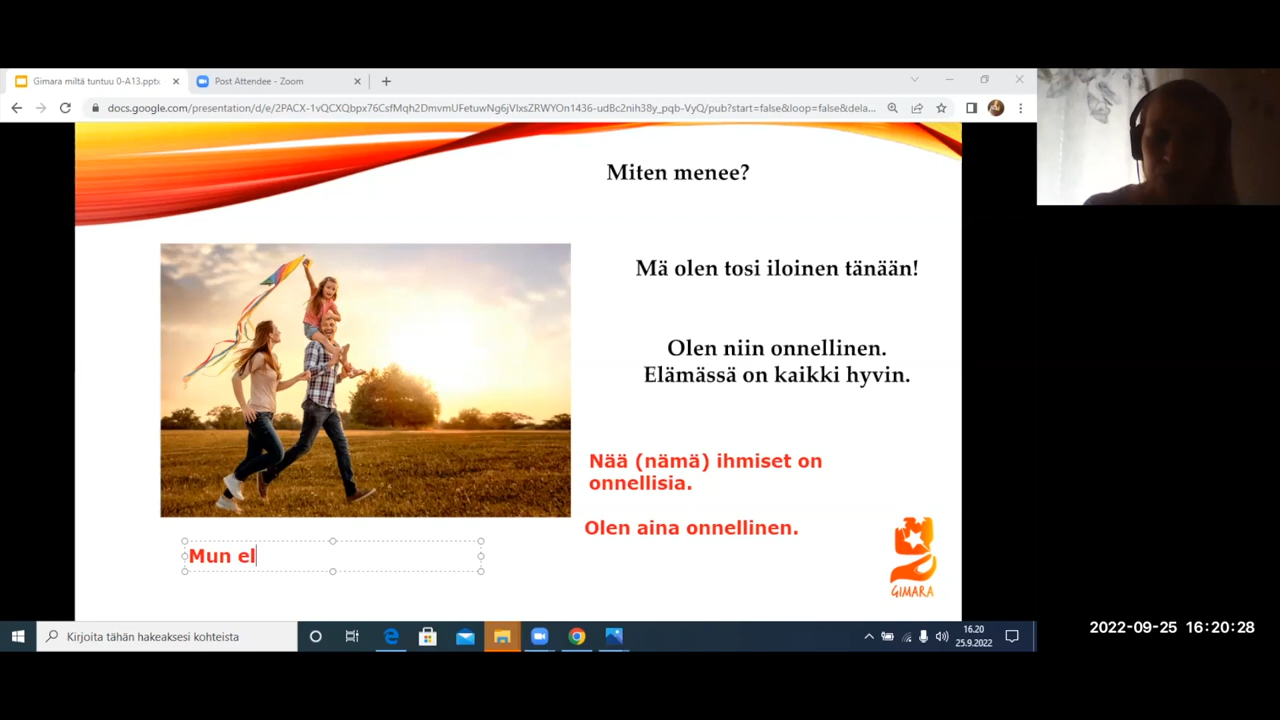 Gimara miltä tuntuu 0-A13.pptx
Post Attendee - Zoom
docs.google.com/presentation/d/e/2PACX-1vQCXQbpx76CsfMqh2DmvmUFetuwNg6jVlxsZRWYOn1436-udBc2nih38y_pqb-VyQ/pub?start=false&loop=false&dela...
Miten menee?
Mä olen tosi iloinen tänään!
Olen niin onnellinen.
Elämässä on kaikki hyvin.
Nää (nämä) ihmiset on
onnellisia.
Olen aina onnellinen.
Mun el
GIMARA
Kirjoita tähän hakeaksesi kohteista
16.20
25.9.2022
2022-09-25 16:20:28